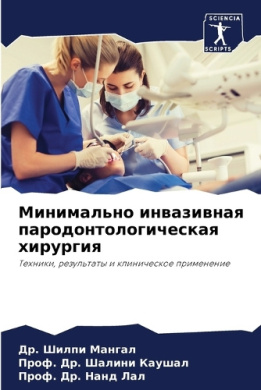 SCIENCIA
SCRIPTS
Минимально инвазивная
пародонтологическая
хирургия
Техники, результаты и клиническое применение
Др. Шилпи Мангал
Проф. Др. Шалини Каушал
Проф. Др. Нанд Лал